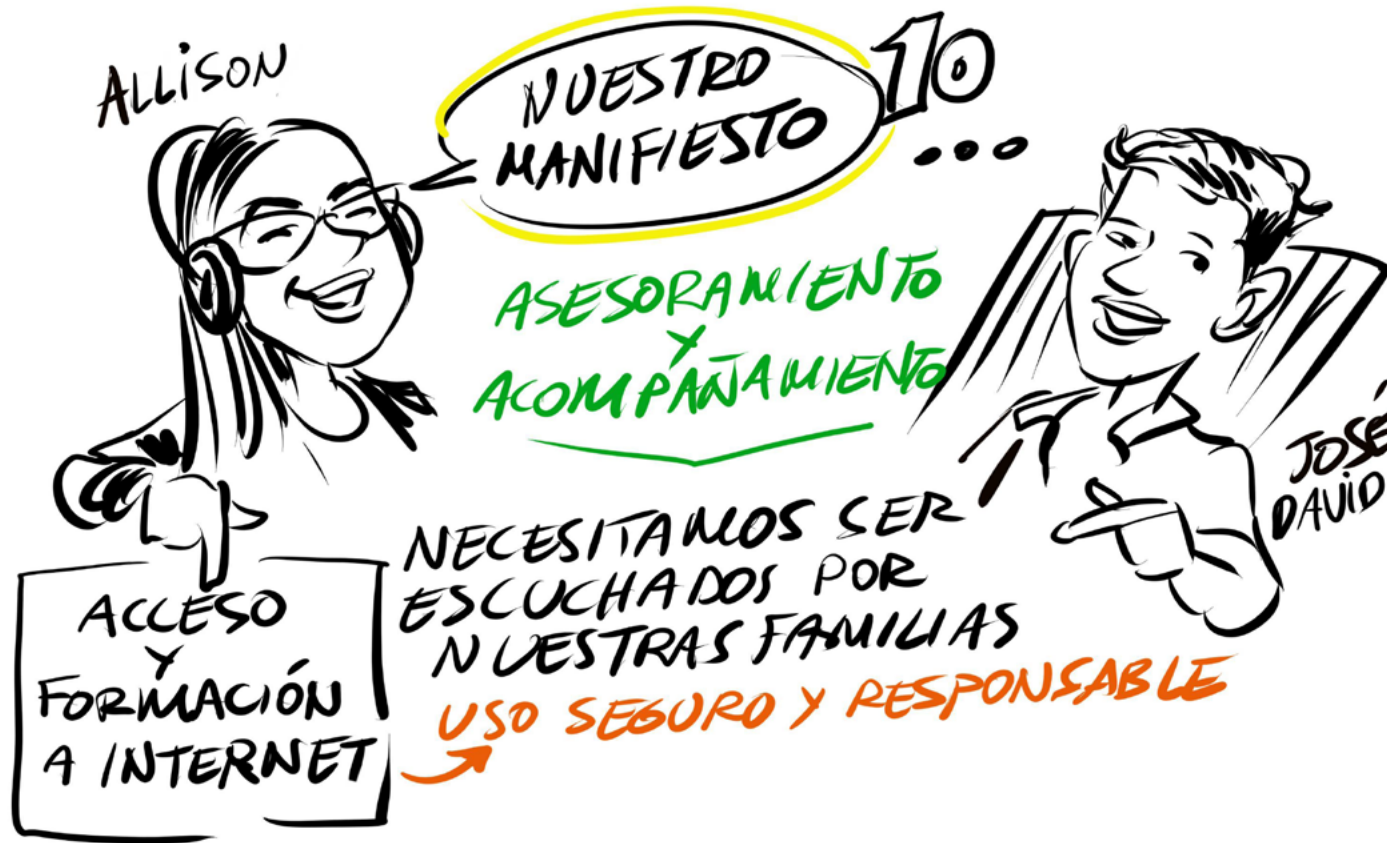 ALLISON
NUESTRO
MANIFIESTO
10
...
ASESORAMIENTO
Y
ACOMPAÑAMIENTO
JOSÉ
DAVID
NECESITAMOS SER
ESCUCHADOS POR
NUESTRAS FAMILIAS
ACCESO
Y
FORMACIÓN
A INTERNET
USO SEGURO Y RESPONSABLE